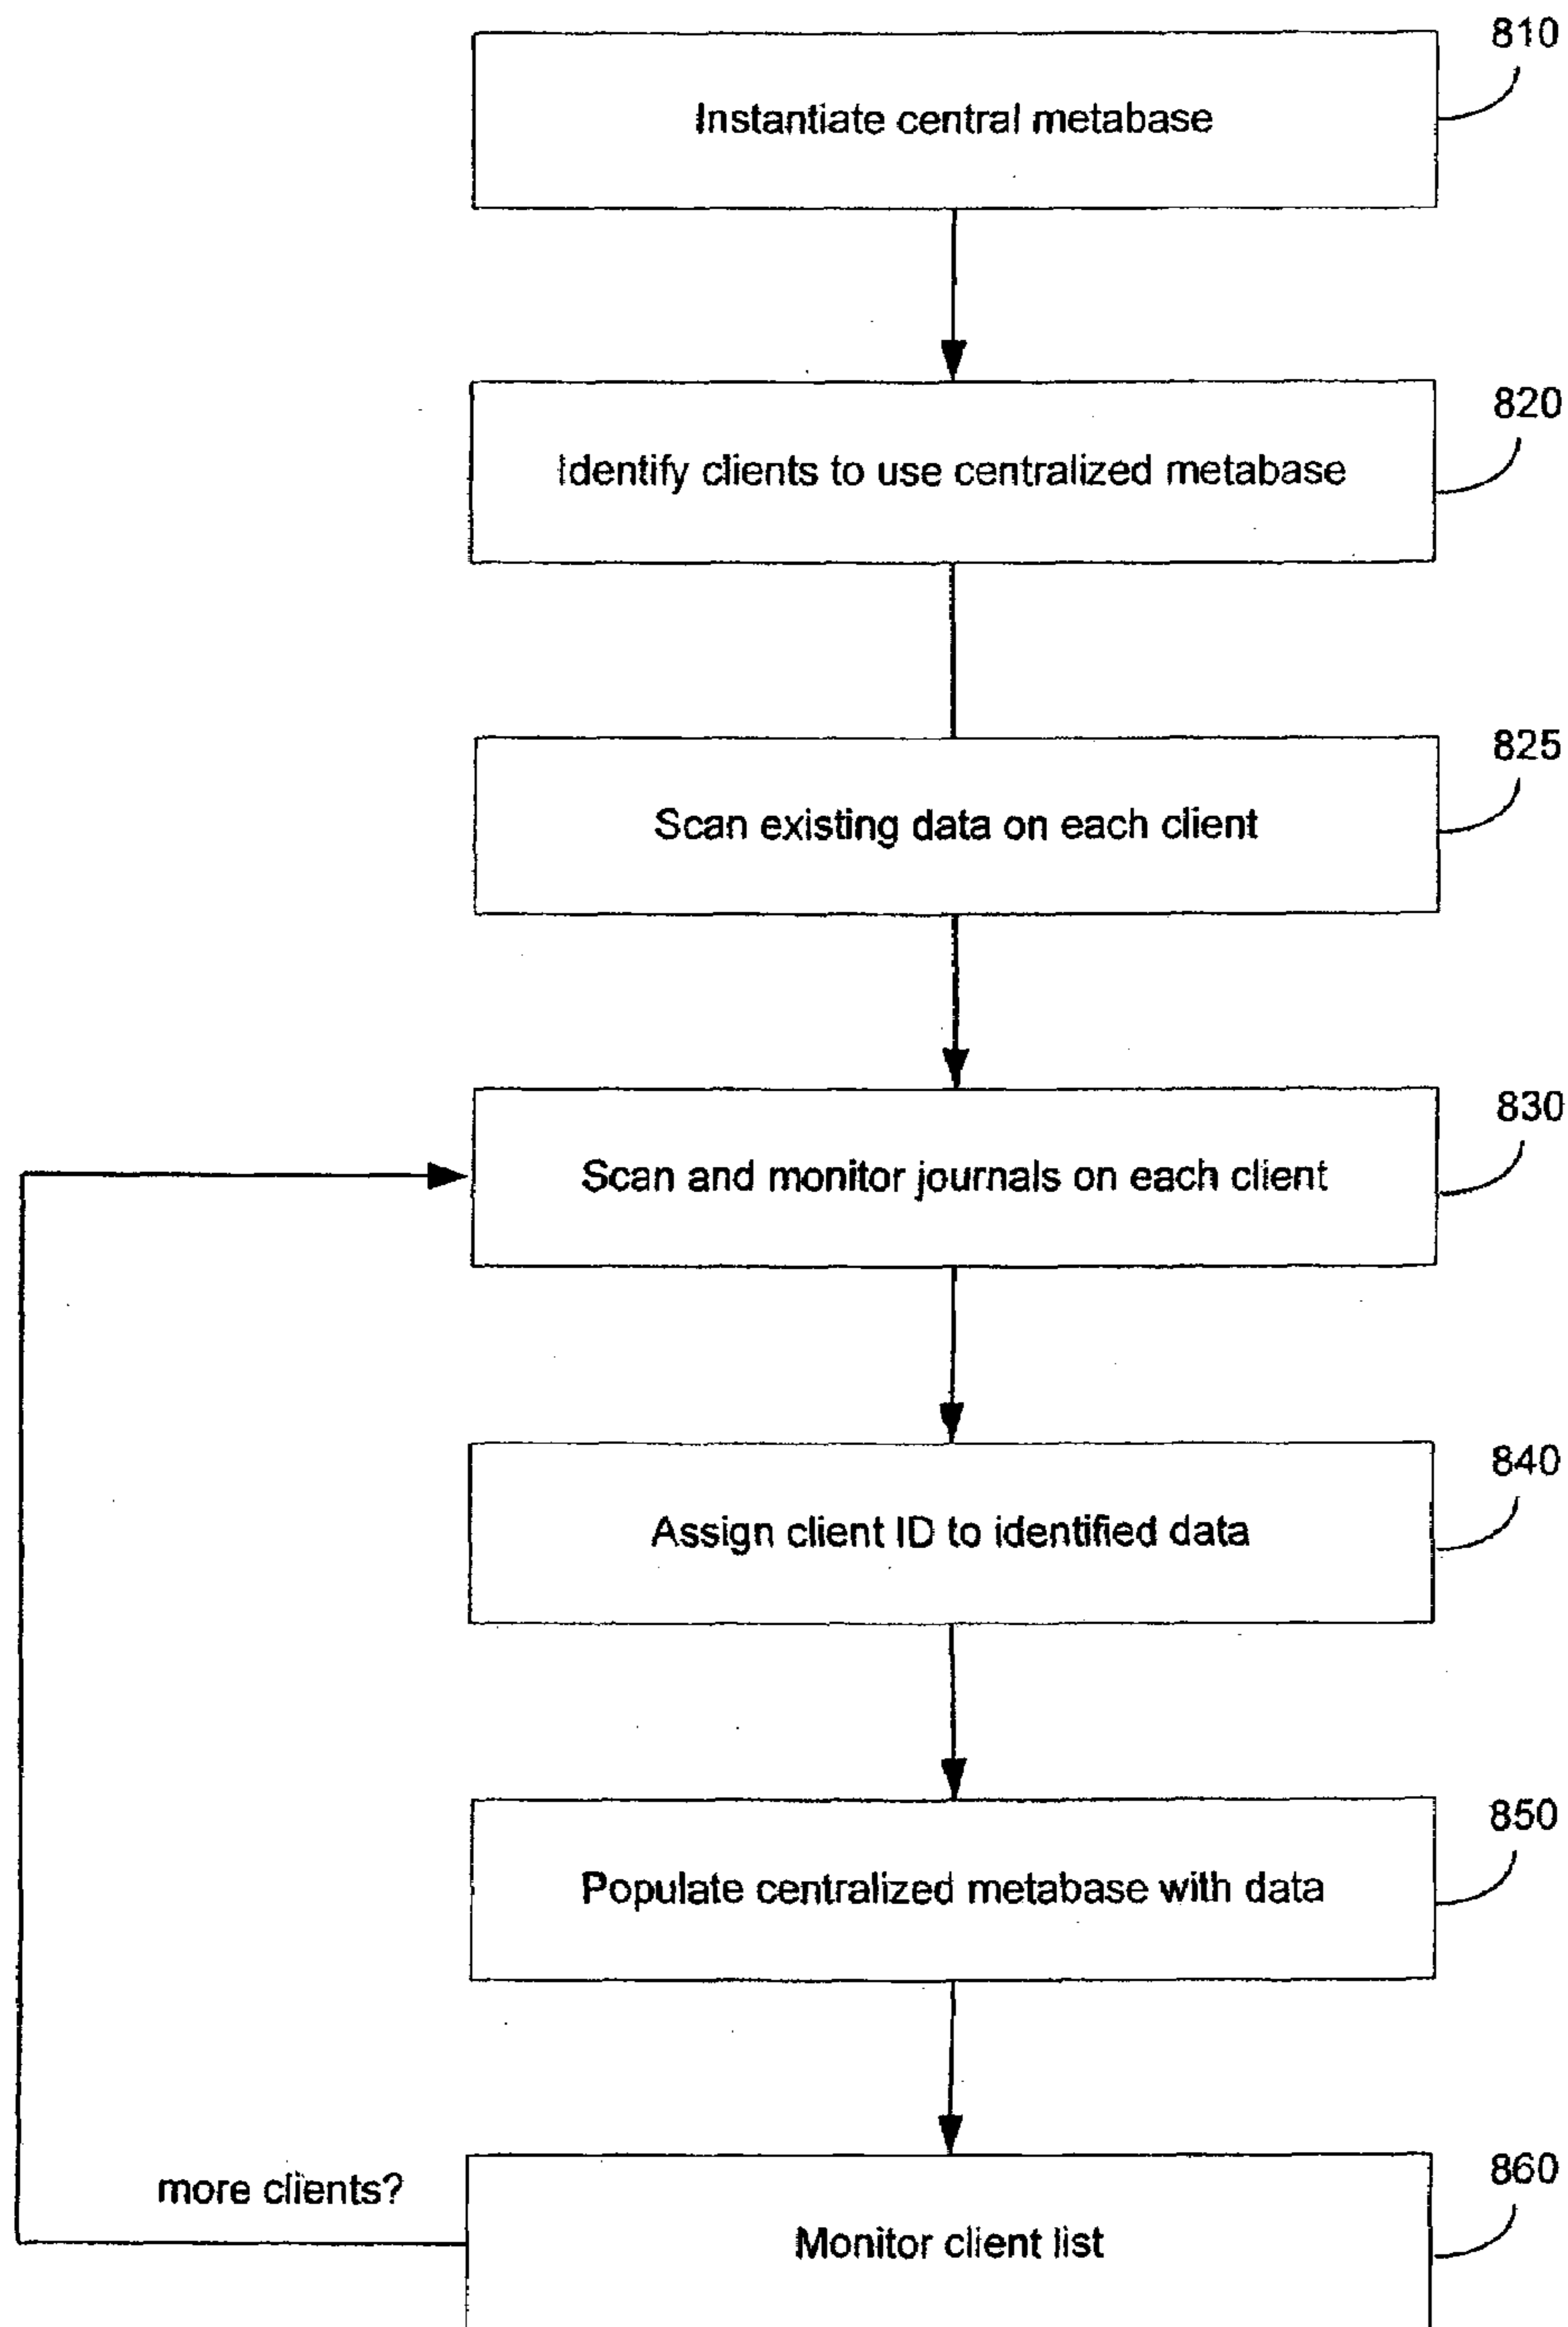 810
Instantiate central metabase
820
Identify clients to use centralized metabase
825
Scan existing data on each client
830
Scan and monitor journals on each client
840
Assign client ID to identified data
850
Populate centralized metabase with data
860
more clients?
Monitor client list